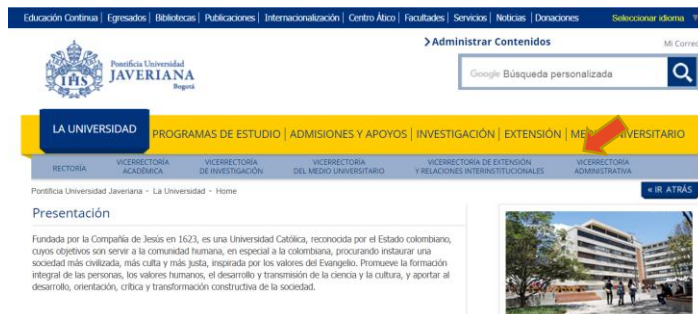 Educación Continua | Egresados | Bibliotecas | Publicaciones | Internacionalización | Centro Ático | Facultades | Servicios | Noticias | Donaciones Seleccionar idoma
Administrar Contenidos
Mi Correo
IHS
Pontificia Universidad
JAVERIANA
Bogotá
Google Búsqueda personalizada
LA UNIVERSIDAD PROGRAMAS DE ESTUDIO | ADMISIONES Y APOYOS | INVESTIGACIÓN | EXTENSIÓN |
RECTORÍA
VICERRECTORÍA
ACADÉMICA
VICERRECTORÍA
DE INVESTIGACIÓN
VICERRECTORÍA
DEL MEDIO UNIVERSITARIO
VICERRECTORÍA DE EXTENSIÓN
Y RELACIONES INTERINSTITUCIONALES
VICERRECTORÍA
ADMINISTRATIVA
Pontificia Universidad Javeriana - La Universidad - Home
« IR ATRÁS
Presentación
Fundada por la Compañía de Jesús en 1623, es una Universidad Católica, reconocida por el Estado colombiano,
cuyos objetivos son servir a la comunidad humana, en especial a la colombiana, procurando instaurar una
sociedad más civilizada, más culta y más justa, inspirada por los valores del Evangelio. Promueve la formación
integral de las personas, los valores humanos, el desarrollo y transmisión de la ciencia y la cultura, y aportar al
desarrollo, orientación, crítica y transformación constructiva de la sociedad.